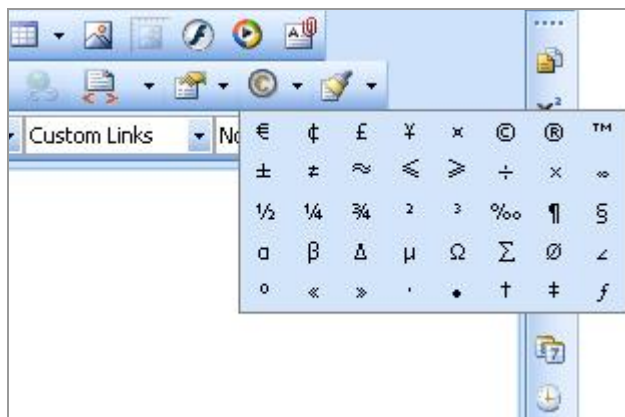 Custom Links No
€ ¢ £ ¥ ¤ © ® ™
± ≠ ≈ ≤ ≥ ÷ × ∞
½ ¼ ¾ ² ³ ‰ ¶ §
α β Δ µ Ω Σ Ø ∠
º « » · • † ‡ ƒ